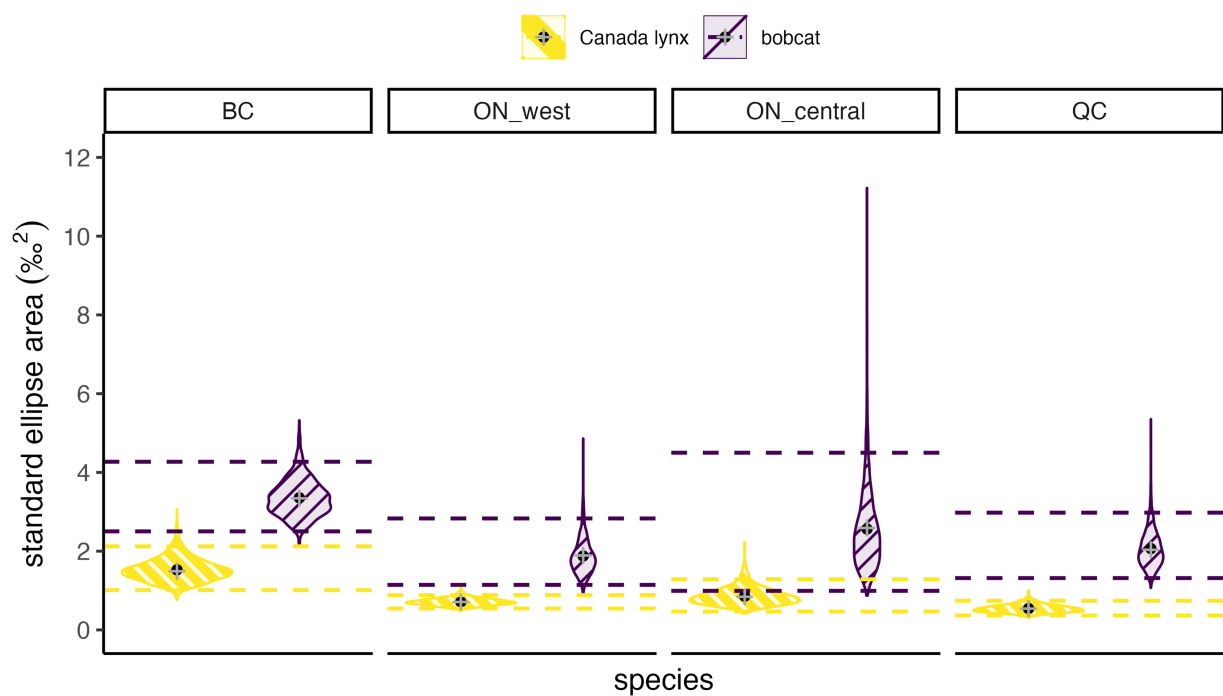 Canada lynx bobcat
BC ON_west ON_central QC
standard ellipse area (‰²)
12
10
8
6
4
2
0
species